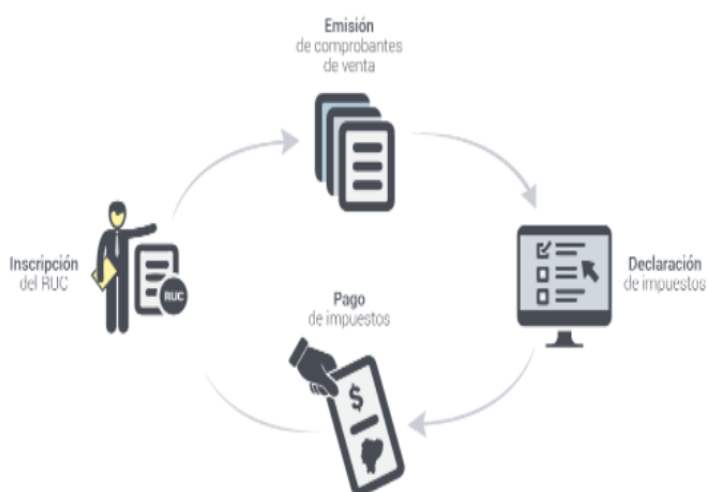 Emisión
de comprobantes
de venta
Inscripción
del RUC
RUC
Declaración
de impuestos
Pago
de impuestos
$